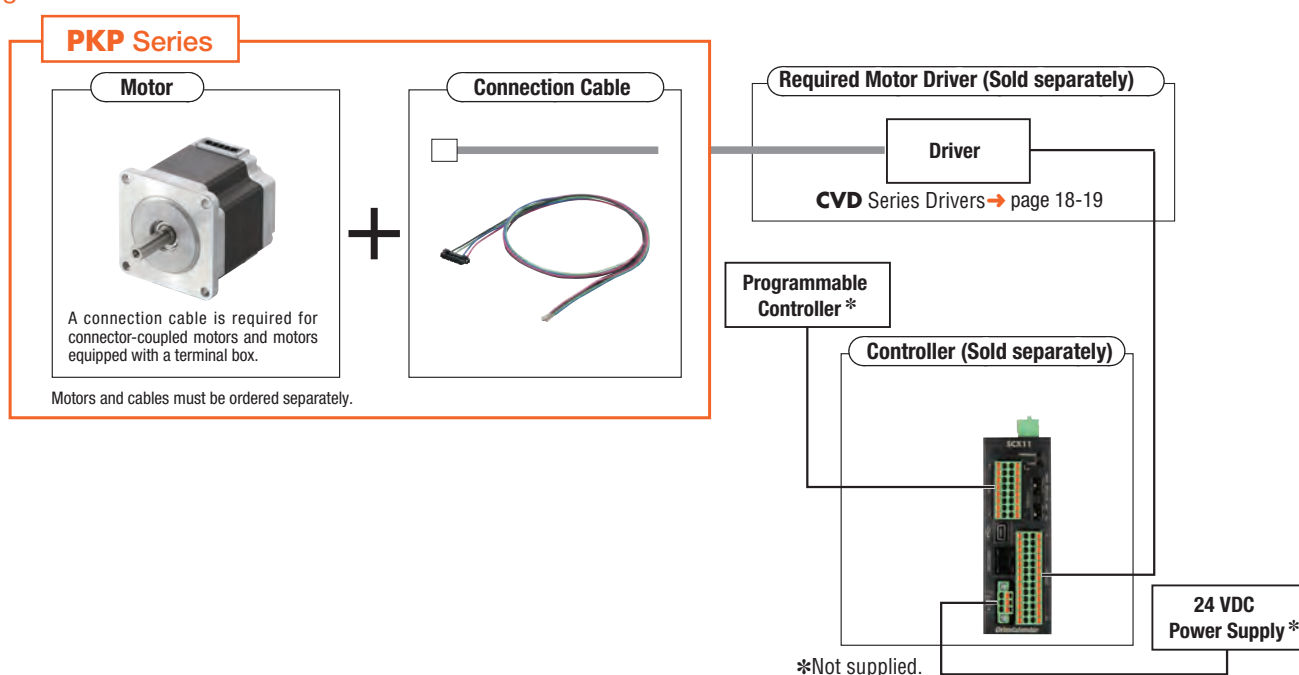 PKP Series
Motor
A connection cable is required for
connector-coupled motors and motors
equipped with a terminal box.
Connection Cable
Motors and cables must be ordered separately.
Required Motor Driver (Sold separately)
Driver
CVD Series Drivers➜ page 18-19
Programmable
Controller*
Controller (Sold separately)
SCX11
Orientalmotor
24 VDC
Power Supply*
*Not supplied.